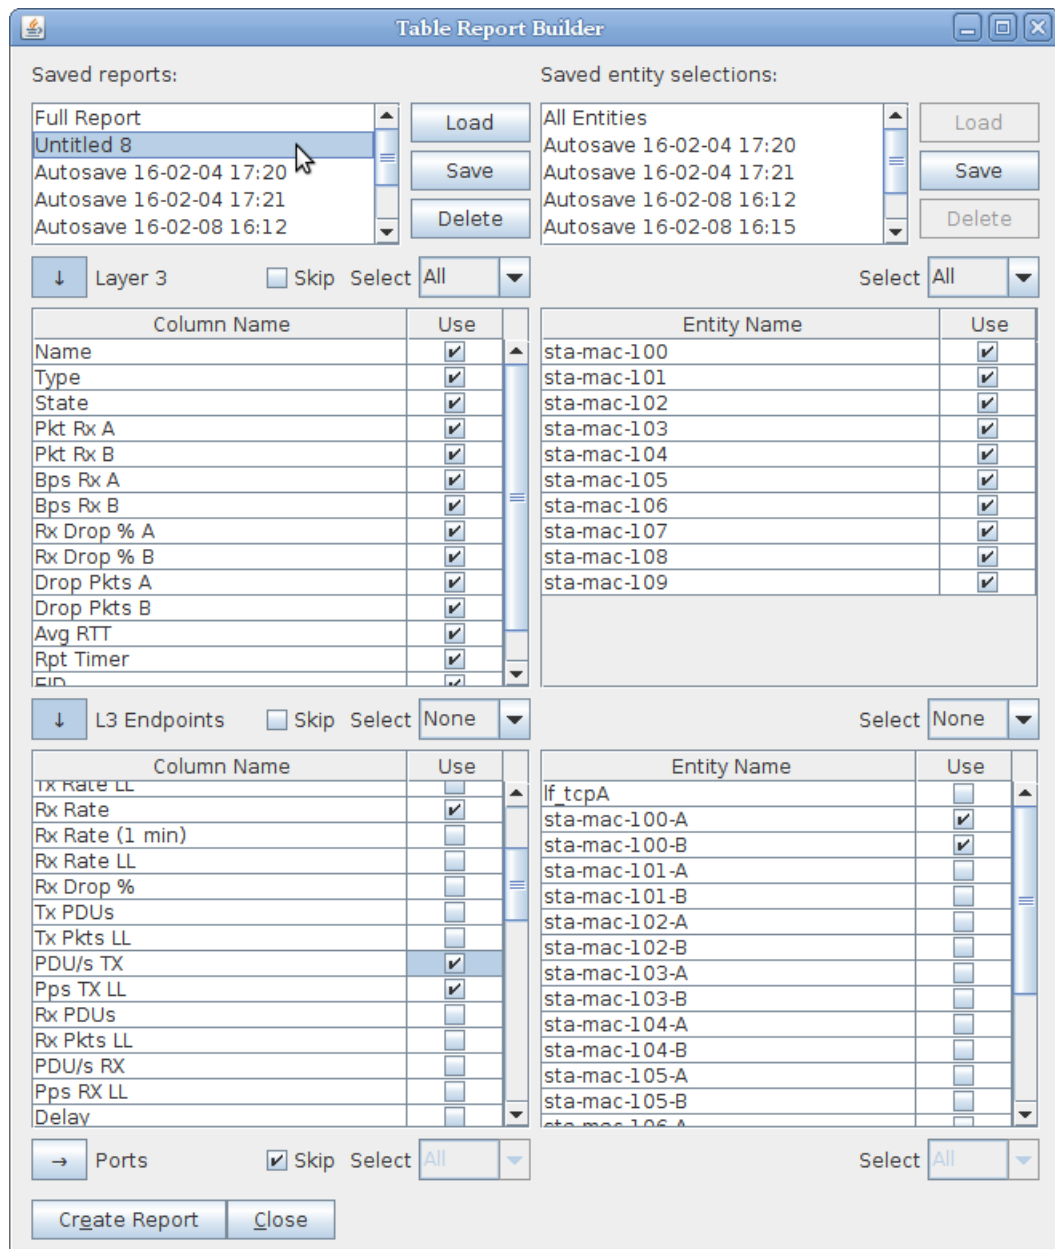 Table Report Builder
Saved reports:
Saved entity selections:
Full Report
Untitled 8
Autosave 16-02-04 17:20
Autosave 16-02-04 17:21
Autosave 16-02-08 16:12
Load
Save
Delete
All Entities
Autosave 16-02-04 17:20
Autosave 16-02-04 17:21
Autosave 16-02-08 16:12
Autosave 16-02-08 16:15
Load
Save
Delete
↓ Layer 3 Skip Select All
Select All
Column Name Use
Name
Type
State
Pkt Rx A
Pkt Rx B
Bps Rx A
Bps Rx B
Rx Drop % A
Rx Drop % B
Drop Pkts A
Drop Pkts B
Avg RTT
Rpt Timer
EID
Entity Name Use
sta-mac-100
sta-mac-101
sta-mac-102
sta-mac-103
sta-mac-104
sta-mac-105
sta-mac-106
sta-mac-107
sta-mac-108
sta-mac-109
↓ L3 Endpoints Skip Select None
Select None
Column Name Use
Tx Rate LL
Rx Rate
Rx Rate (1 min)
Rx Rate LL
Rx Drop %
Tx PDUs
Tx Pkts LL
PDU/s TX
Pps TX LL
Rx PDUs
Rx Pkts LL
PDU/s RX
Pps RX LL
Delay
Entity Name Use
lf_tcpA
sta-mac-100-A
sta-mac-100-B
sta-mac-101-A
sta-mac-101-B
sta-mac-102-A
sta-mac-102-B
sta-mac-103-A
sta-mac-103-B
sta-mac-104-A
sta-mac-104-B
sta-mac-105-A
sta-mac-105-B
sta-mac-106-A
→ Ports Skip Select All
Select All
Create Report
Close